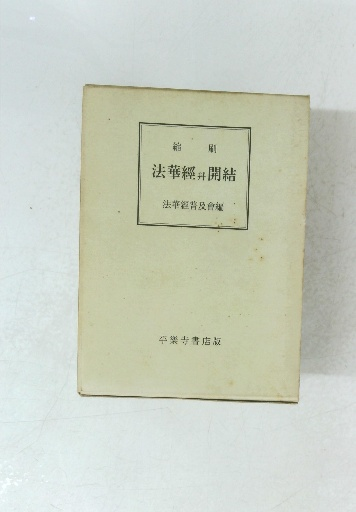 縮刷
法華經并開結
法華經普及會編
平樂寺書店版